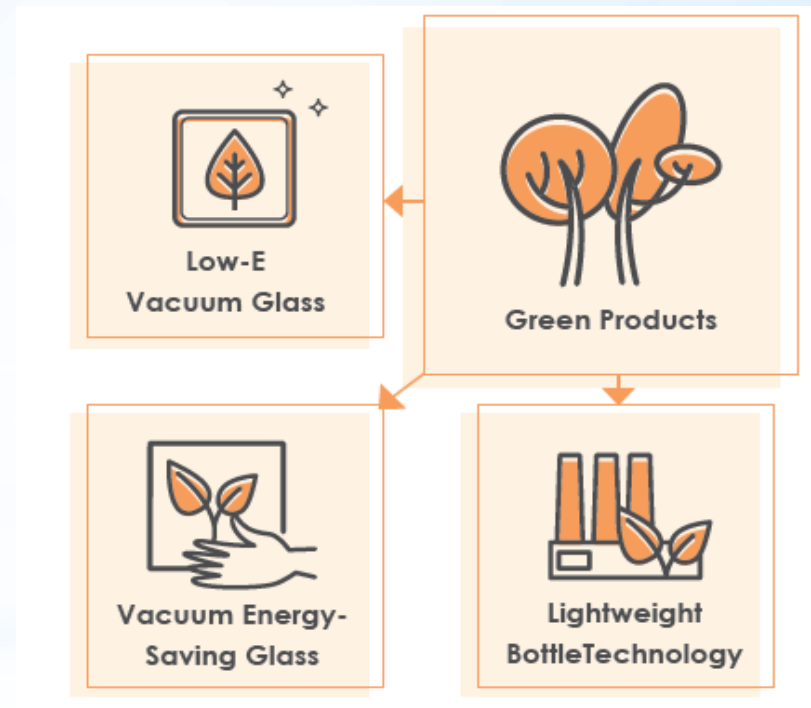 Low-E
Vacuum Glass
Green Products
Vacuum Energy-
Saving Glass
Lightweight
BottleTechnology